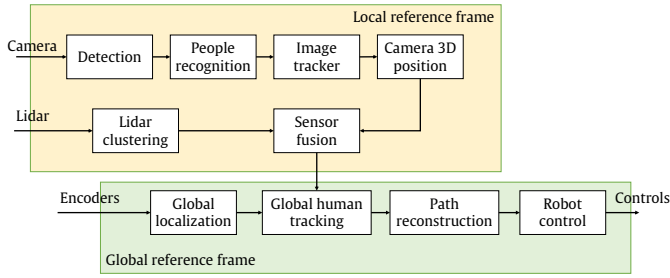 Local reference frame
Camera
Detection
People
recognition
Image
tracker
Camera 3D
position
Lidar
Lidar
clustering
Sensor
fusion
Encoders
Global
localization
Global human
tracking
Path
reconstruction
Robot
control
Controls
Global reference frame